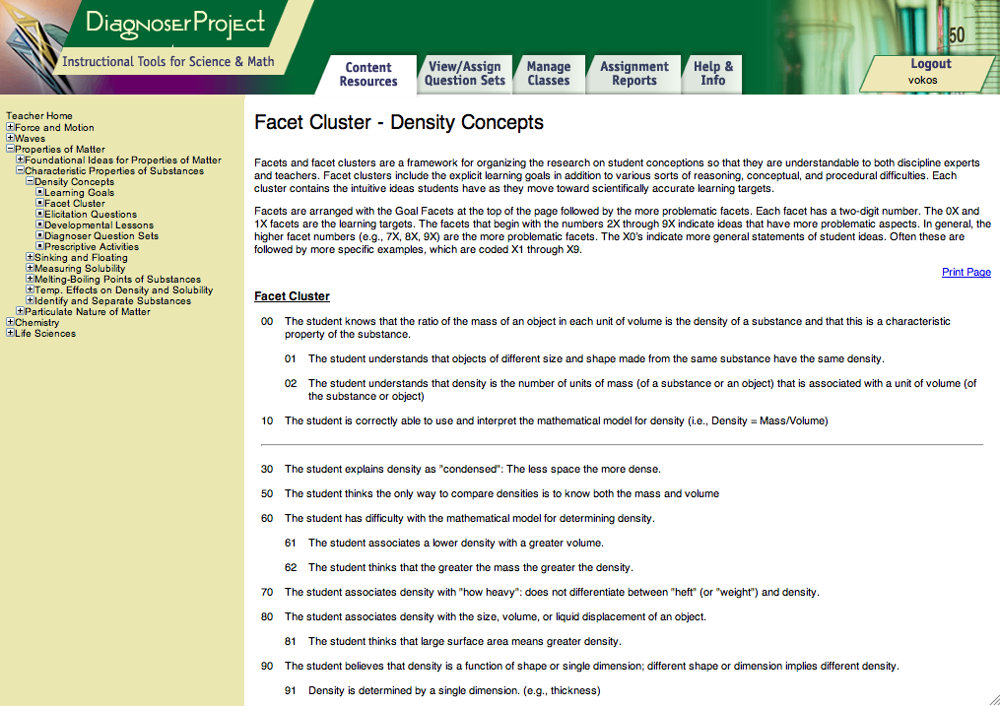 DiagnoserProject
Instructional Tools for Science & Math
50
Content
Resources
View/Assign
Question Sets
Manage
Classes
Assignment
Reports
Help &
Info
Logout
vokos
Teacher Home
Force and Motion
Waves
Properties of Matter
Foundational Ideas for Properties of Matter
Characteristic Properties of Substances
Density Concepts
Learning Goals
Facet Cluster
Elicitation Questions
Developmental Lessons
Diagnoser Question Sets
Prescriptive Activities
Sinking and Floating
Measuring Solubility
Melting-Boiling Points of Substances
Temp. Effects on Density and Solubility
Identify and Separate Substances
Particulate Nature of Matter
Chemistry
Life Sciences
Facet Cluster - Density Concepts
Facets and facet clusters are a framework for organizing the research on student conceptions so that they are understandable to both discipline experts
and teachers. Facet clusters include the explicit learning goals in addition to various sorts of reasoning, conceptual, and procedural difficulties. Each
cluster contains the intuitive ideas students have as they move toward scientifically accurate learning targets.
Facets are arranged with the Goal Facets at the top of the page followed by the more problematic facets. Each facet has a two-digit number. The 0X and
1X facets are the learning targets. The facets that begin with the numbers 2X through 9X indicate ideas that have more problematic aspects. In general, the
higher facet numbers (e.g., 7X, 8X, 9X) are the more problematic facets. The X0's indicate more general statements of student ideas. Often these are
followed by more specific examples, which are coded X1 through X9.
Print Page
Facet Cluster
00 The student knows that the ratio of the mass of an object in each unit of volume is the density of a substance and that this is a characteristic
property of the substance.
01 The student understands that objects of different size and shape made from the same substance have the same density.
02 The student understands that density is the number of units of mass (of a substance or an object) that is associated with a unit of volume (of
the substance or object)
10 The student is correctly able to use and interpret the mathematical model for density (i.e., Density = Mass/Volume)
30 The student explains density as "condensed": The less space the more dense.
50 The student thinks the only way to compare densities is to know both the mass and volume
60 The student has difficulty with the mathematical model for determining density.
61 The student associates a lower density with a greater volume.
62 The student thinks that the greater the mass the greater the density.
70 The student associates density with "how heavy": does not differentiate between "heft" (or "weight") and density.
80 The student associates density with the size, volume, or liquid displacement of an object.
81 The student thinks that large surface area means greater density.
90 The student believes that density is a function of shape or single dimension; different shape or dimension implies different density.
91 Density is determined by a single dimension. (e.g., thickness)